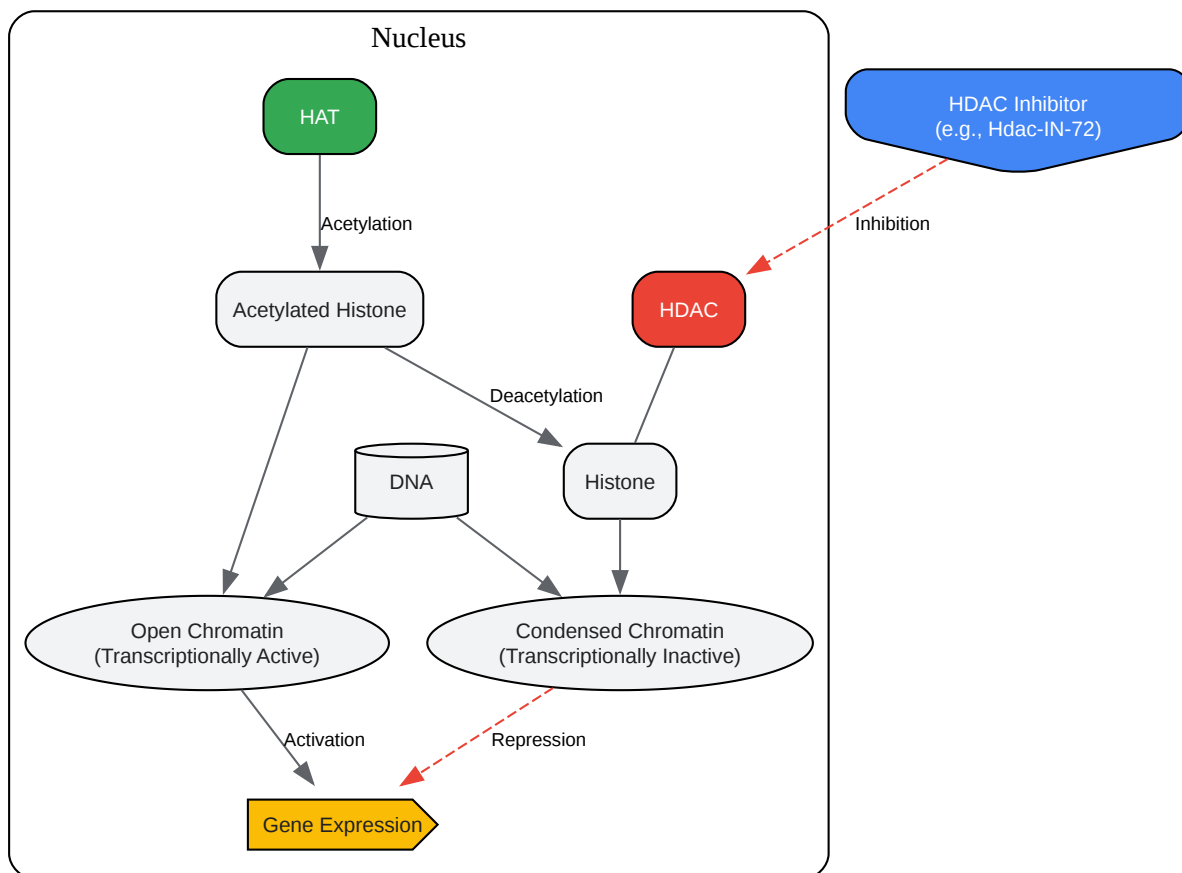 Nucleus
HAT
HDAC Inhibitor
(e.g., Hdac-IN-72)
Acetylation
Inhibition
Acetylated Histone
HDAC
Deacetylation
DNA
Histone
Open Chromatin
(Transcriptionally Active)
Condensed Chromatin
(Transcriptionally Inactive)
Activation
Repression
Gene Expression